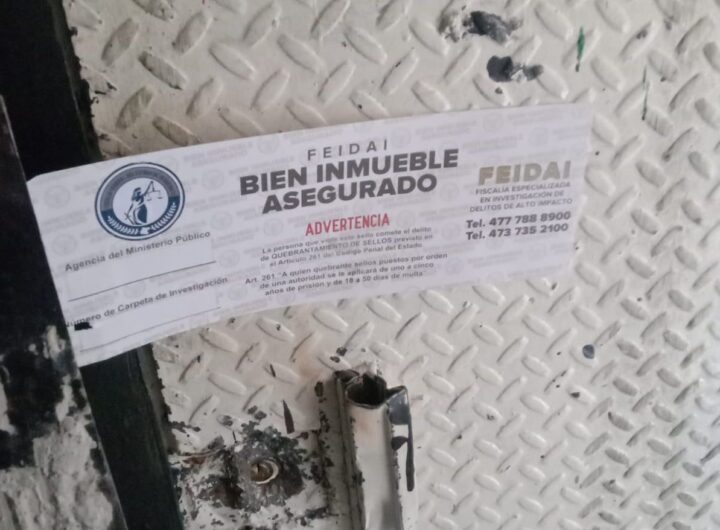 FEIDAI
BIEN INMUEBLE
ASEGURADO
ADVERTENCIA
La persona que viole este sello comete el delito
de QUEBRANTAMIENTO DE SELLOS previsto en
el Artículo 261 del Código Penal del Estado.
Art. 261.- "A quien quebrante sellos puestos por orden
de una autoridad se le aplicará de uno a cinco
años de prisión y de 18 a 50 días de multa."
Agencia del Ministerio Público
Número de Carpeta de Investigación
FEIDAI
FISCALÍA ESPECIALIZADA
EN INVESTIGACIÓN DE
DELITOS DE ALTO IMPACTO
Tel. 477 788 8900
Tel. 473 735 2100